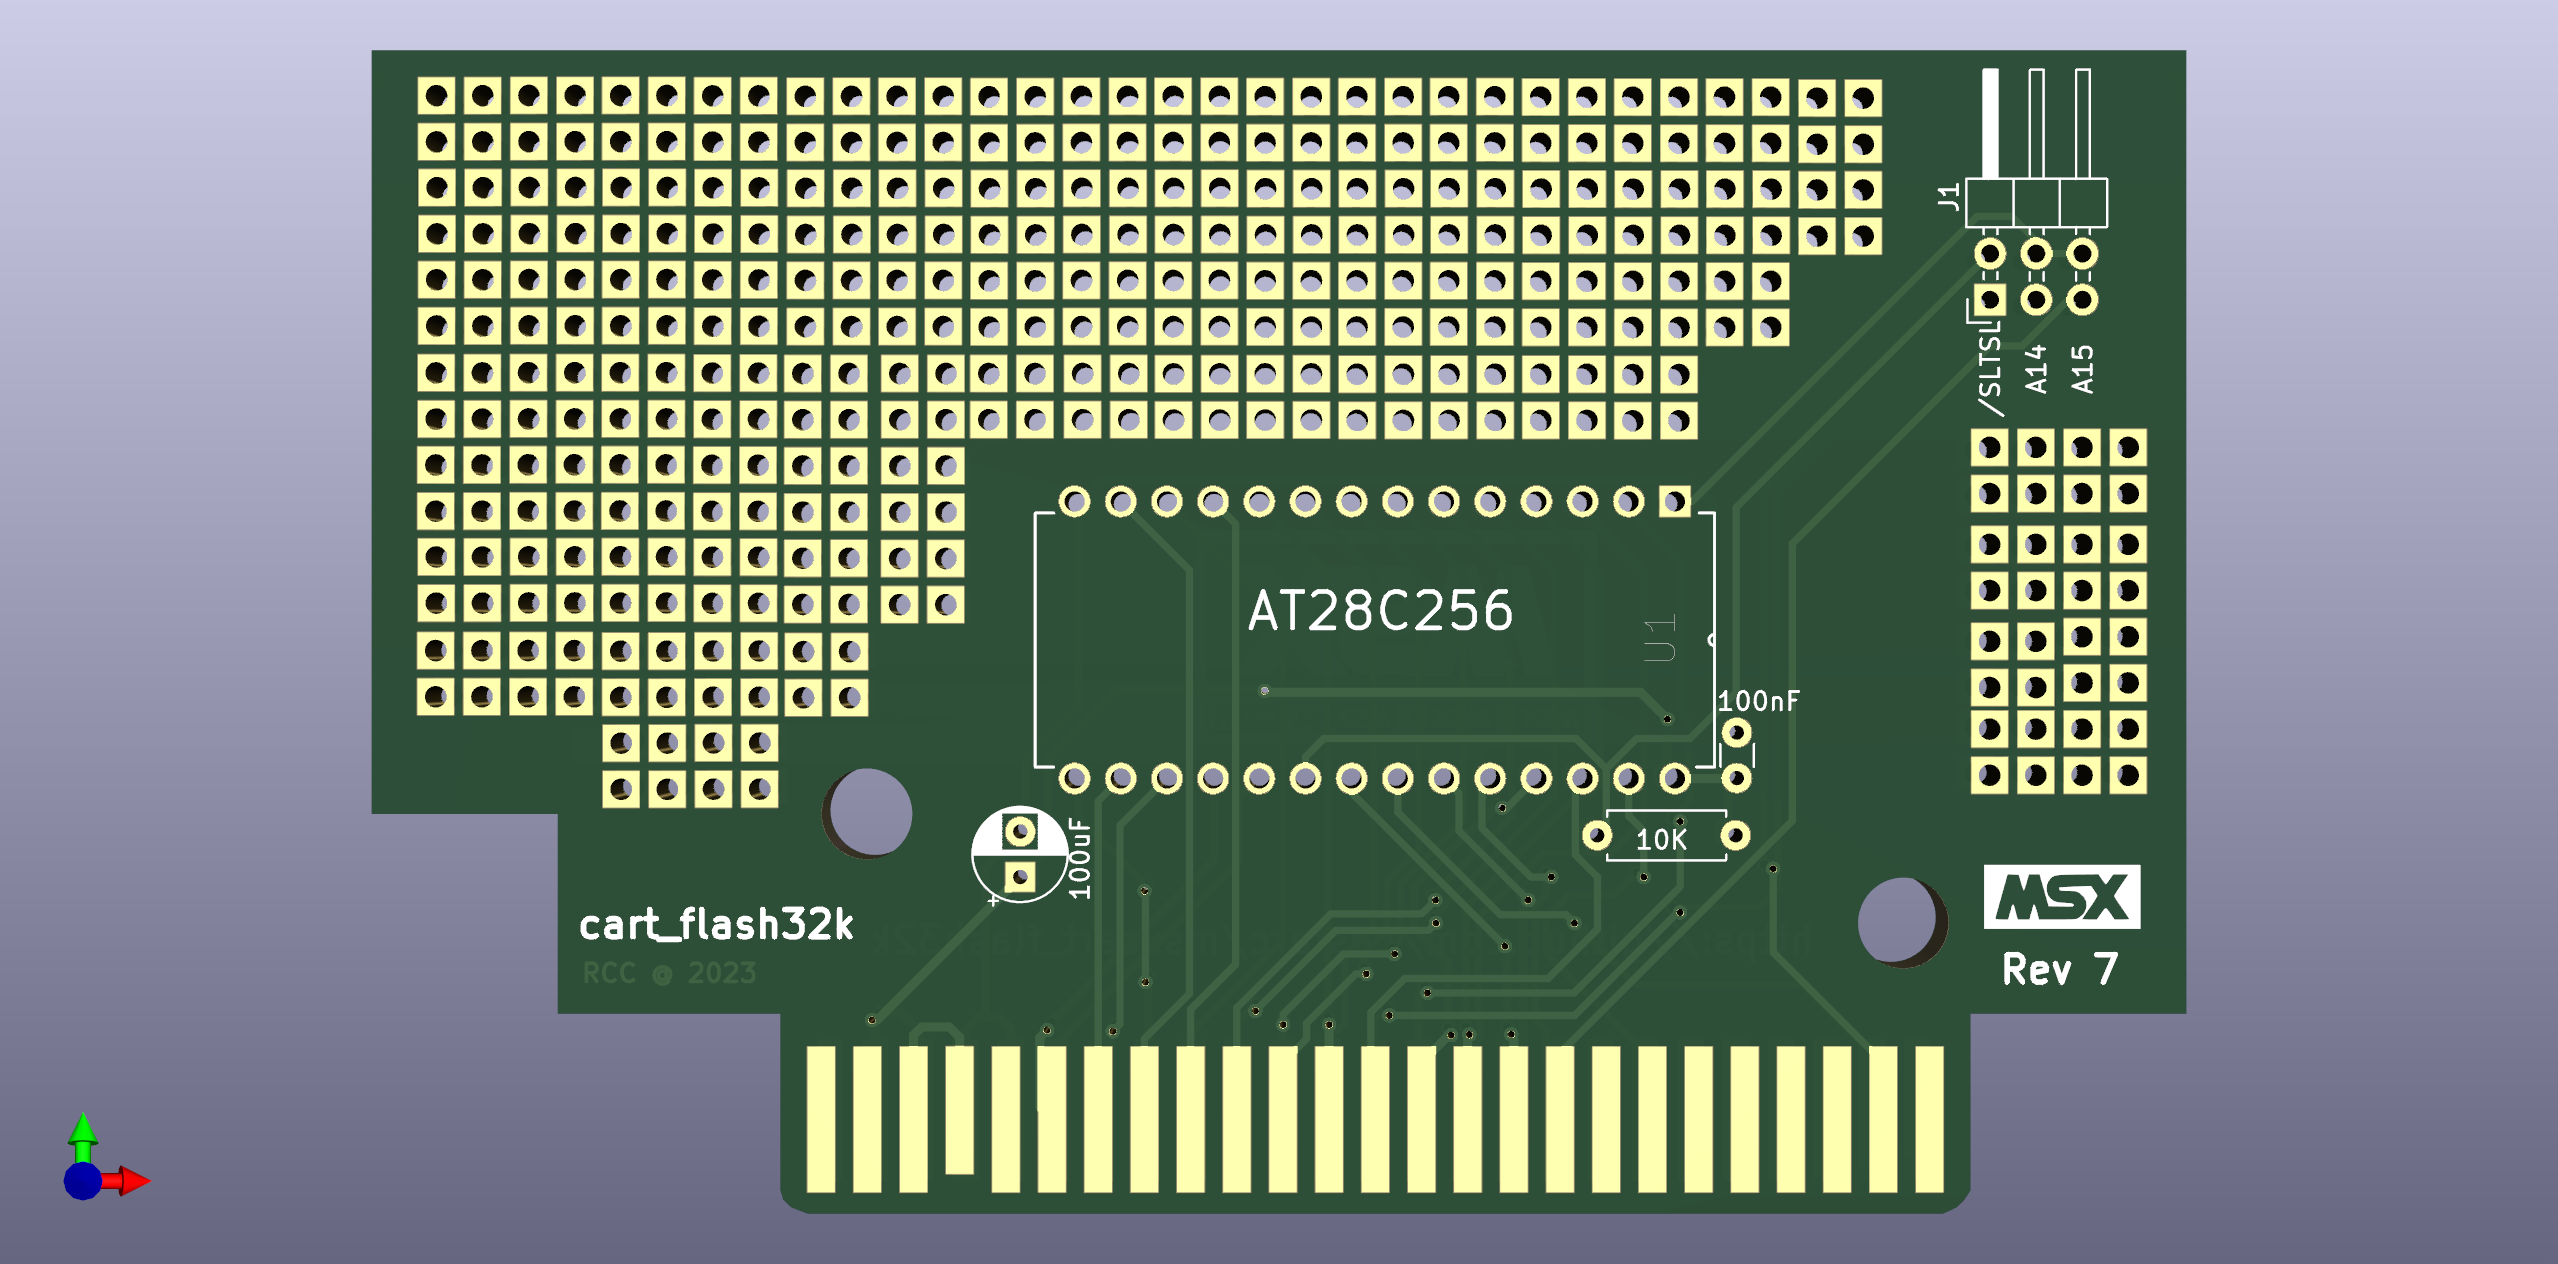 J1
/SLTSL
A14
A15
AT28C256
U1
100nF
10K
100uF
+
cart_flash32k
RCC @ 2023
MSX
Rev 7